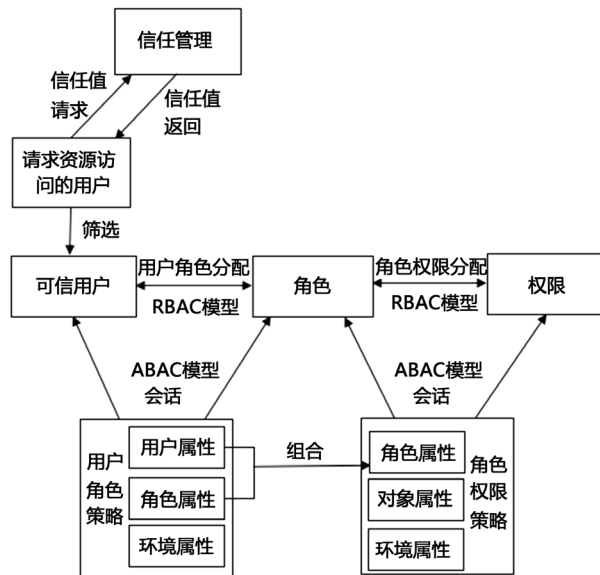 信任管理
信任值
请求
信任值
返回
请求资源访
问的用户
筛选
可信用户
用户角色分配
RBAC模型
角色
角色权限分配
RBAC模型
权限
ABAC模型
会话
ABAC模型
会话
用户
角色
策略
用户属性
角色属性
环境属性
组合
角色属性
对象属性
环境属性
角色
权限
策略